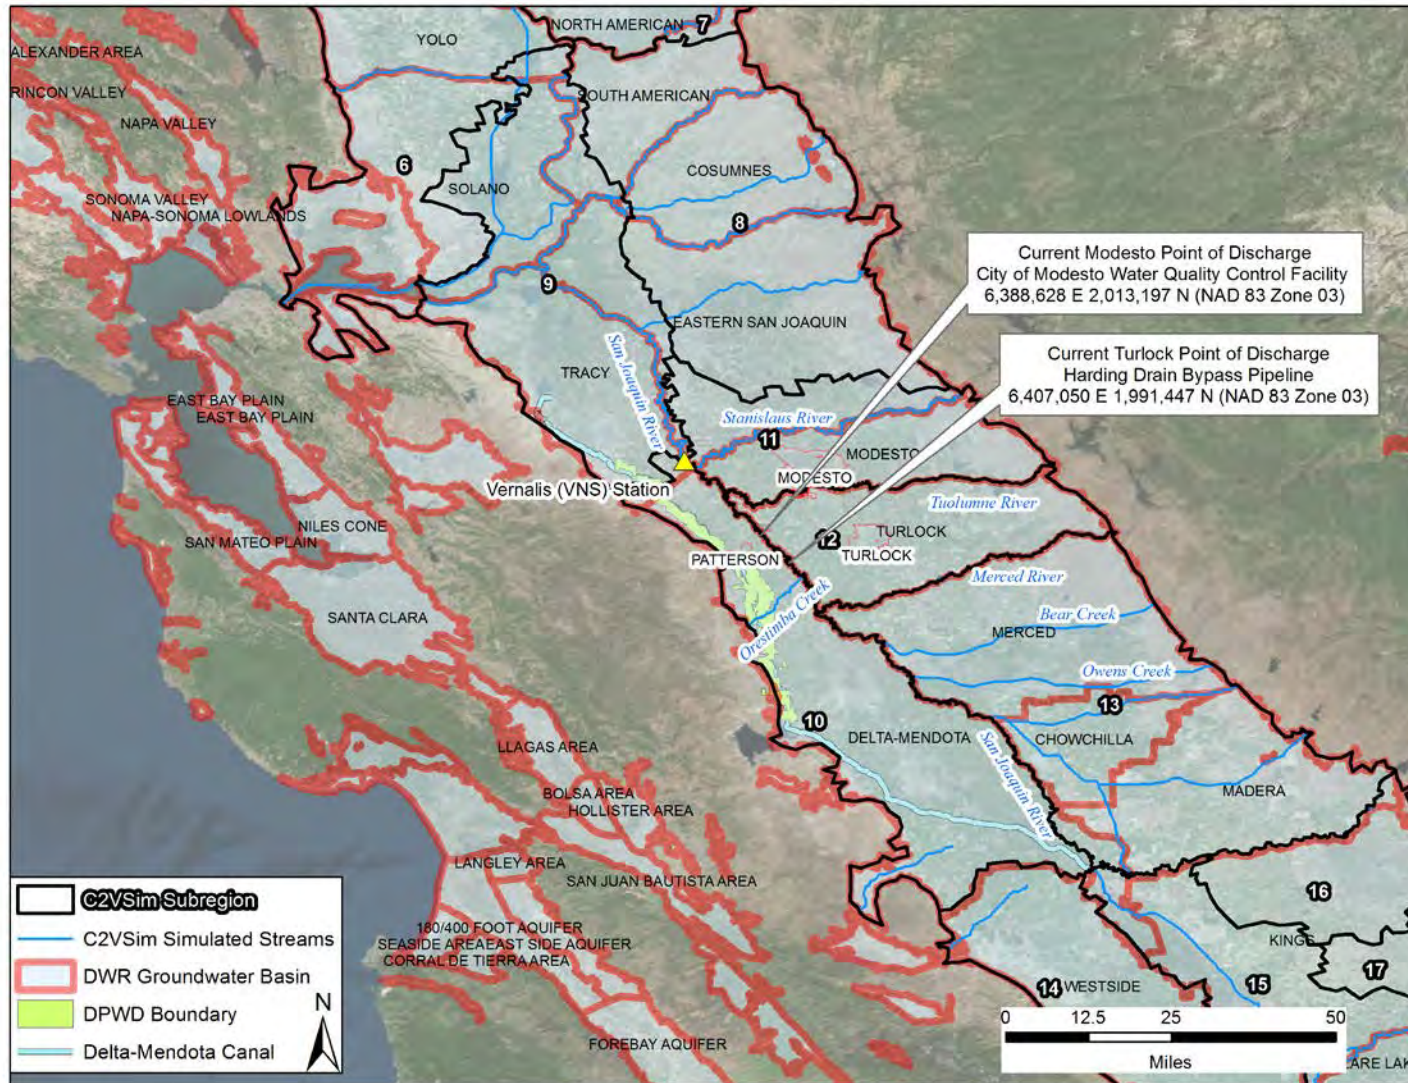 NORTH AMERICAN
7
YOLO
ALEXANDER AREA
SOUTH AMERICAN
RINCON VALLEY
NAPA VALLEY
6
COSUMNES
SOLANO
SONOMA VALLEY
NAPA-SONOMA LOWLANDS
8
Current Modesto Point of Discharge
City of Modesto Water Quality Control Facility
6,388,628 E 2,013,197 N (NAD 83 Zone 03)
9
EASTERN SAN JOAQUIN
San Joaquin River
TRACY
Current Turlock Point of Discharge
Harding Drain Bypass Pipeline
6,407,050 E 1,991,447 N (NAD 83 Zone 03)
EAST BAY PLAIN
EAST BAY PLAIN
Stanislaus River
11
MODESTO
MODESTO
Vernalis (VNS) Station
Tuolumne River
NILES CONE
SAN MATEO PLAIN
TURLOCK
12
TURLOCK
PATTERSON
Merced River
Orestimba Creek
Bear Creek
SANTA CLARA
MERCED
Owens Creek
13
10
DELTA-MENDOTA
CHOWCHILLA
LLAGAS AREA
San Joaquin River
BOLSA AREA
HOLLISTER AREA
MADERA
LANGLEY AREA
SAN JUAN BAUTISTA AREA
16
180/400 FOOT AQUIFER
SEASIDE AREA EAST SIDE AQUIFER
CORRAL DE TIERRA AREA
KINGS
17
14
WESTSIDE
15
FOREBAY AQUIFER
C2VSim Subregion
C2VSim Simulated Streams
DWR Groundwater Basin
DPWD Boundary
Delta-Mendota Canal
N
0 12.5 25 50
Miles
LARE LAK